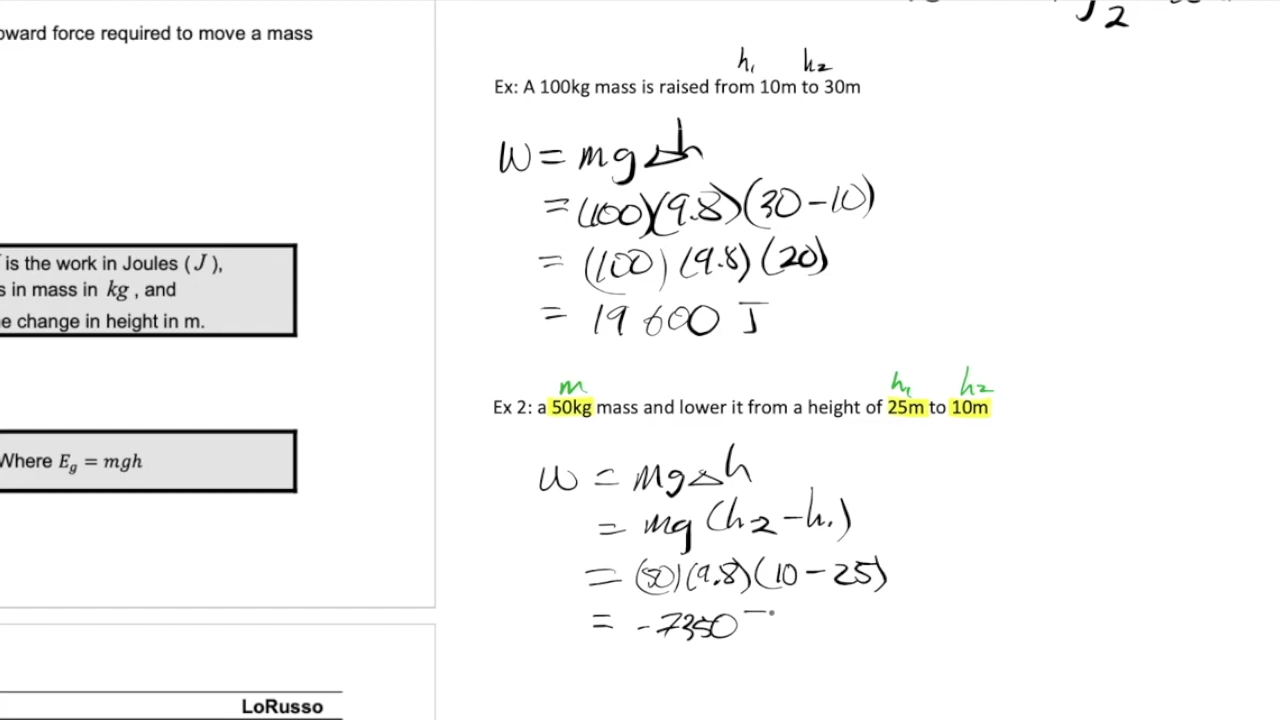 oward force required to move a mass
is the work in Joules (J),
s in mass in kg, and
e change in height in m.
Where E_g = mgh
LoRusso
2
h₁ h₂
Ex: A 100kg mass is raised from 10m to 30m
W = mgΔh
= (100)(9.8)(30-10)
= (100)(9.8)(20)
= 19 600 J
m h₁ h₂
Ex 2: a 50kg mass and lower it from a height of 25m to 10m
W = mgΔh
= mg(h₂-h₁)
= (50)(9.8)(10-25)
= -7350